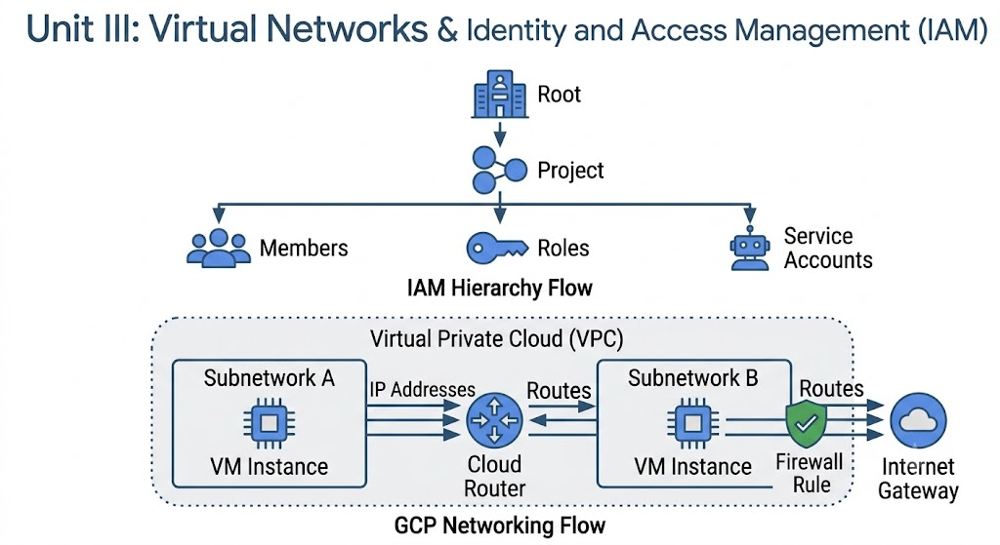 Unit III: Virtual Networks & Identity and Access Management (IAM)
Root
Project
Members
Roles
Service
Accounts
IAM Hierarchy Flow
Virtual Private Cloud (VPC)
Subnetwork A
VM Instance
IP Addresses
Cloud
Router
Routes
Subnetwork B
VM Instance
Routes
Firewall
Rule
Internet
Gateway
GCP Networking Flow